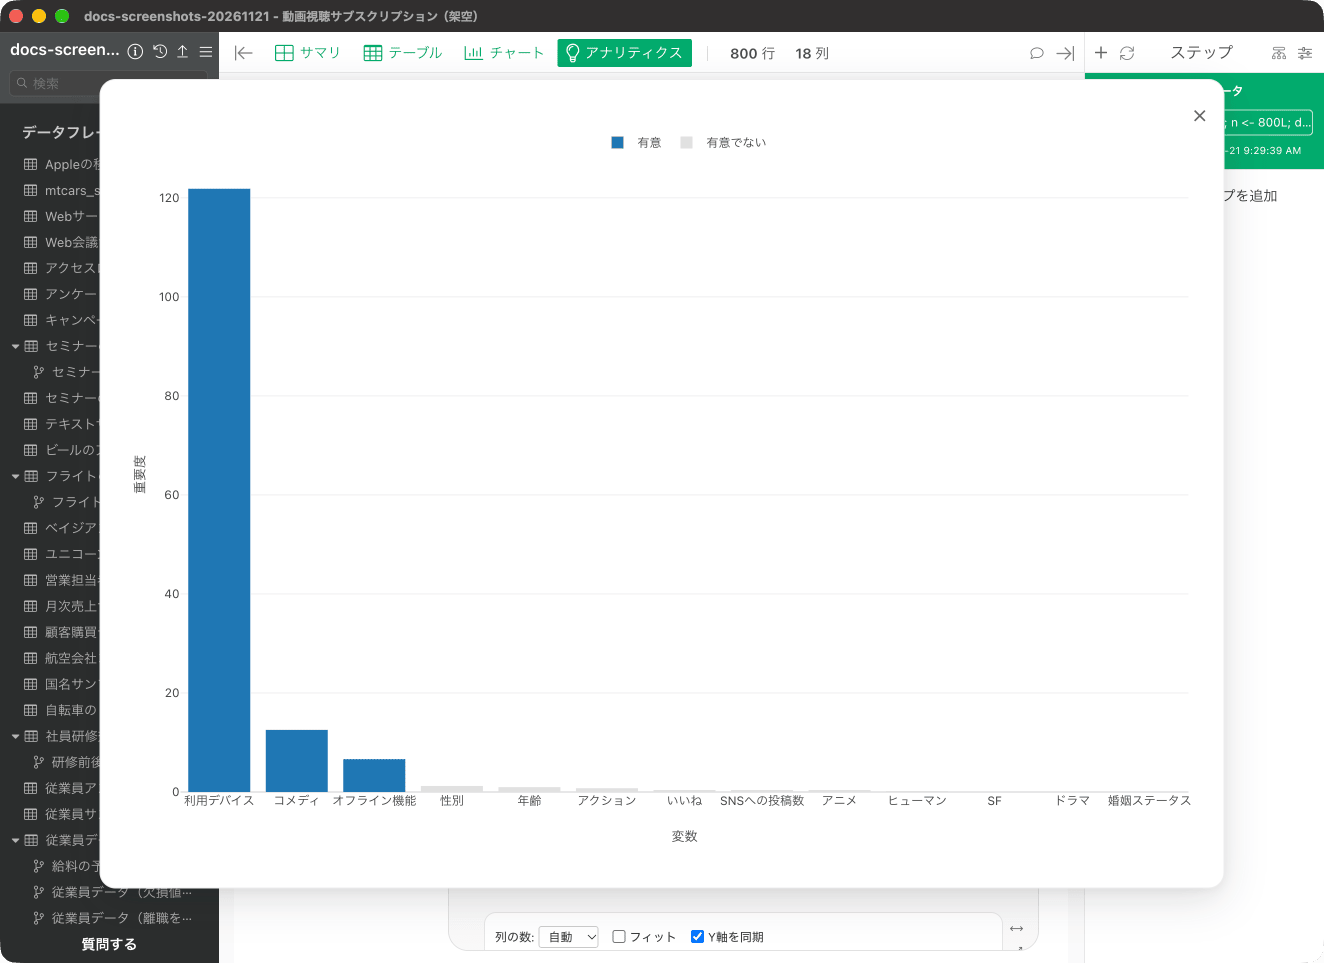 docs-screenshots-20261121 - 動画視聴サブスクリプション（架空）
docs-screen...
サマリ
テーブル
チャート
アナリティクス
800 行
18 列
ステップ
検索
データフレー
Appleの
mtcars_s
Webサー
Web会議
アクセス
アンケー
キャンペ
セミナー
セミナー
セミナー
テキスト
ビールの
フライト
フライト
ベイジア
ユニコー
営業担当
月次売上
顧客購買
航空会社
国名サン
自転車の
社員研修
研修前後
従業員ア
従業員サ
従業員デ
給料の予
従業員データ（欠損値...
従業員データ（離職を...
質問する
ータ
; n <- 800L; d...
-21 9:29:39 AM
プを追加
有意
有意でない
120
100
80
60
40
20
0
重要度
利用デバイス
コメディ
オフライン機能
性別
年齢
アクション
いいね
SNSへの投稿数
アニメ
ヒューマン
SF
ドラマ
婚姻ステータス
変数
列の数:
自動
フィット
Y軸を同期